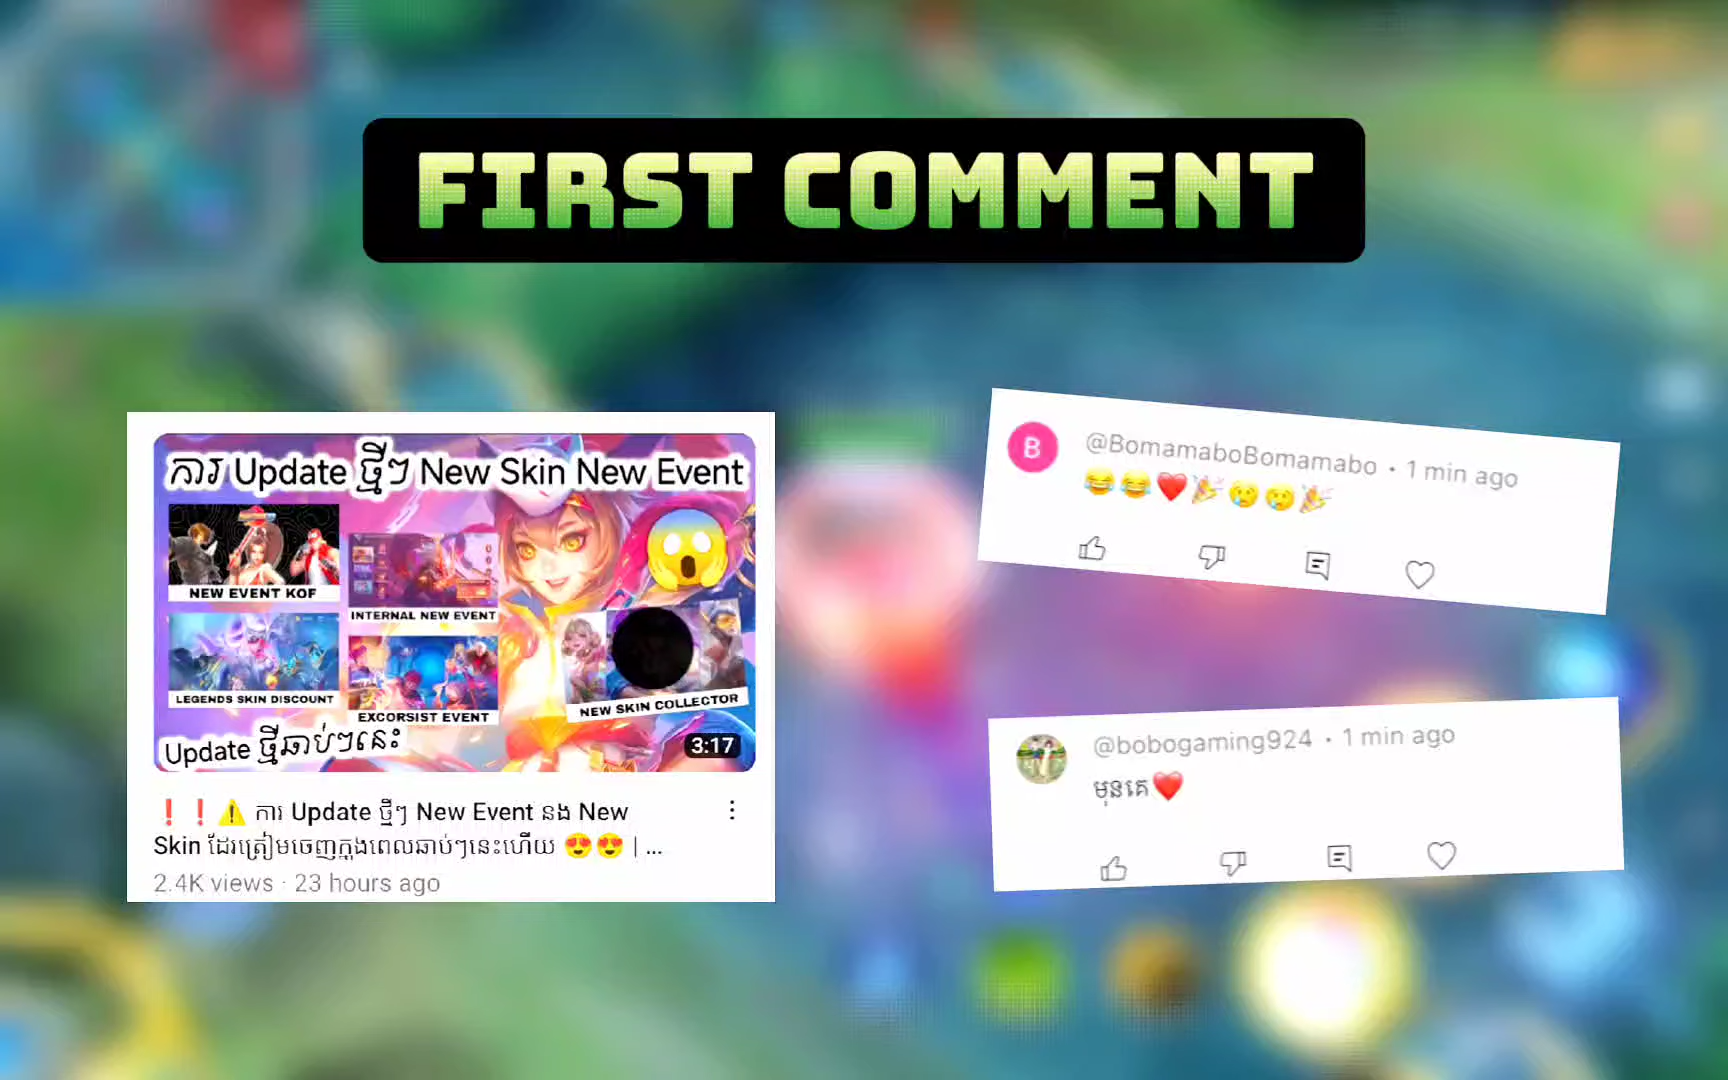 FIRST COMMENT
ការ Update ថ្មីៗ New Skin New Event
NEW EVENT KOF
INTERNAL NEW EVENT
LEGENDS SKIN DISCOUNT
EXCORSIST EVENT
NEW SKIN COLLECTOR
Update ថ្មីឆាប់ៗនេះ
3:17
❗❗⚠️ ការ Update ថ្មីៗ New Event នង New
Skin ដែរត្រៀមចេញក្នុងពេលឆាប់ៗនេះហើយ 😍😍 | ...
2.4K views · 23 hours ago
B
@BomamaboBomamabo • 1 min ago
😂😂❤️🎉😢😢🎉
@bobogaming924 • 1 min ago
មុនគេ❤️